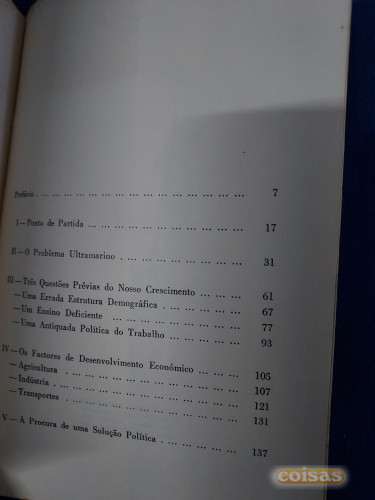 Prefácio ... ... ... ... ... ... ... ... ... ... ... ... ... ... ... 7
I — Ponto de Partida ... ... ... ... ... ... ... ... ... ... ... ... 17
II — O Problema Ultramarino ... ... ... ... ... ... ... ... ... 31
III — Três Questões Prévias do Nosso Crescimento ... ... ... 61
— Uma Errada Estrutura Demográfica ... ... ... ... ... ... 67
— Um Ensino Deficiente ... ... ... ... ... ... ... ... ... ... 77
— Uma Antiquada Política do Trabalho ... ... ... ... ... 93
IV — Os Factores de Desenvolvimento Económico ... ... ... 105
— Agricultura ... ... ... ... ... ... ... ... ... ... ... ... ... 107
— Indústria ... ... ... ... ... ... ... ... ... ... ... ... ... ... 121
— Transportes ... ... ... ... ... ... ... ... ... ... ... ... ... 131
V — À Procura de uma Solução Política ... ... ... ... ... ... 137
coisas